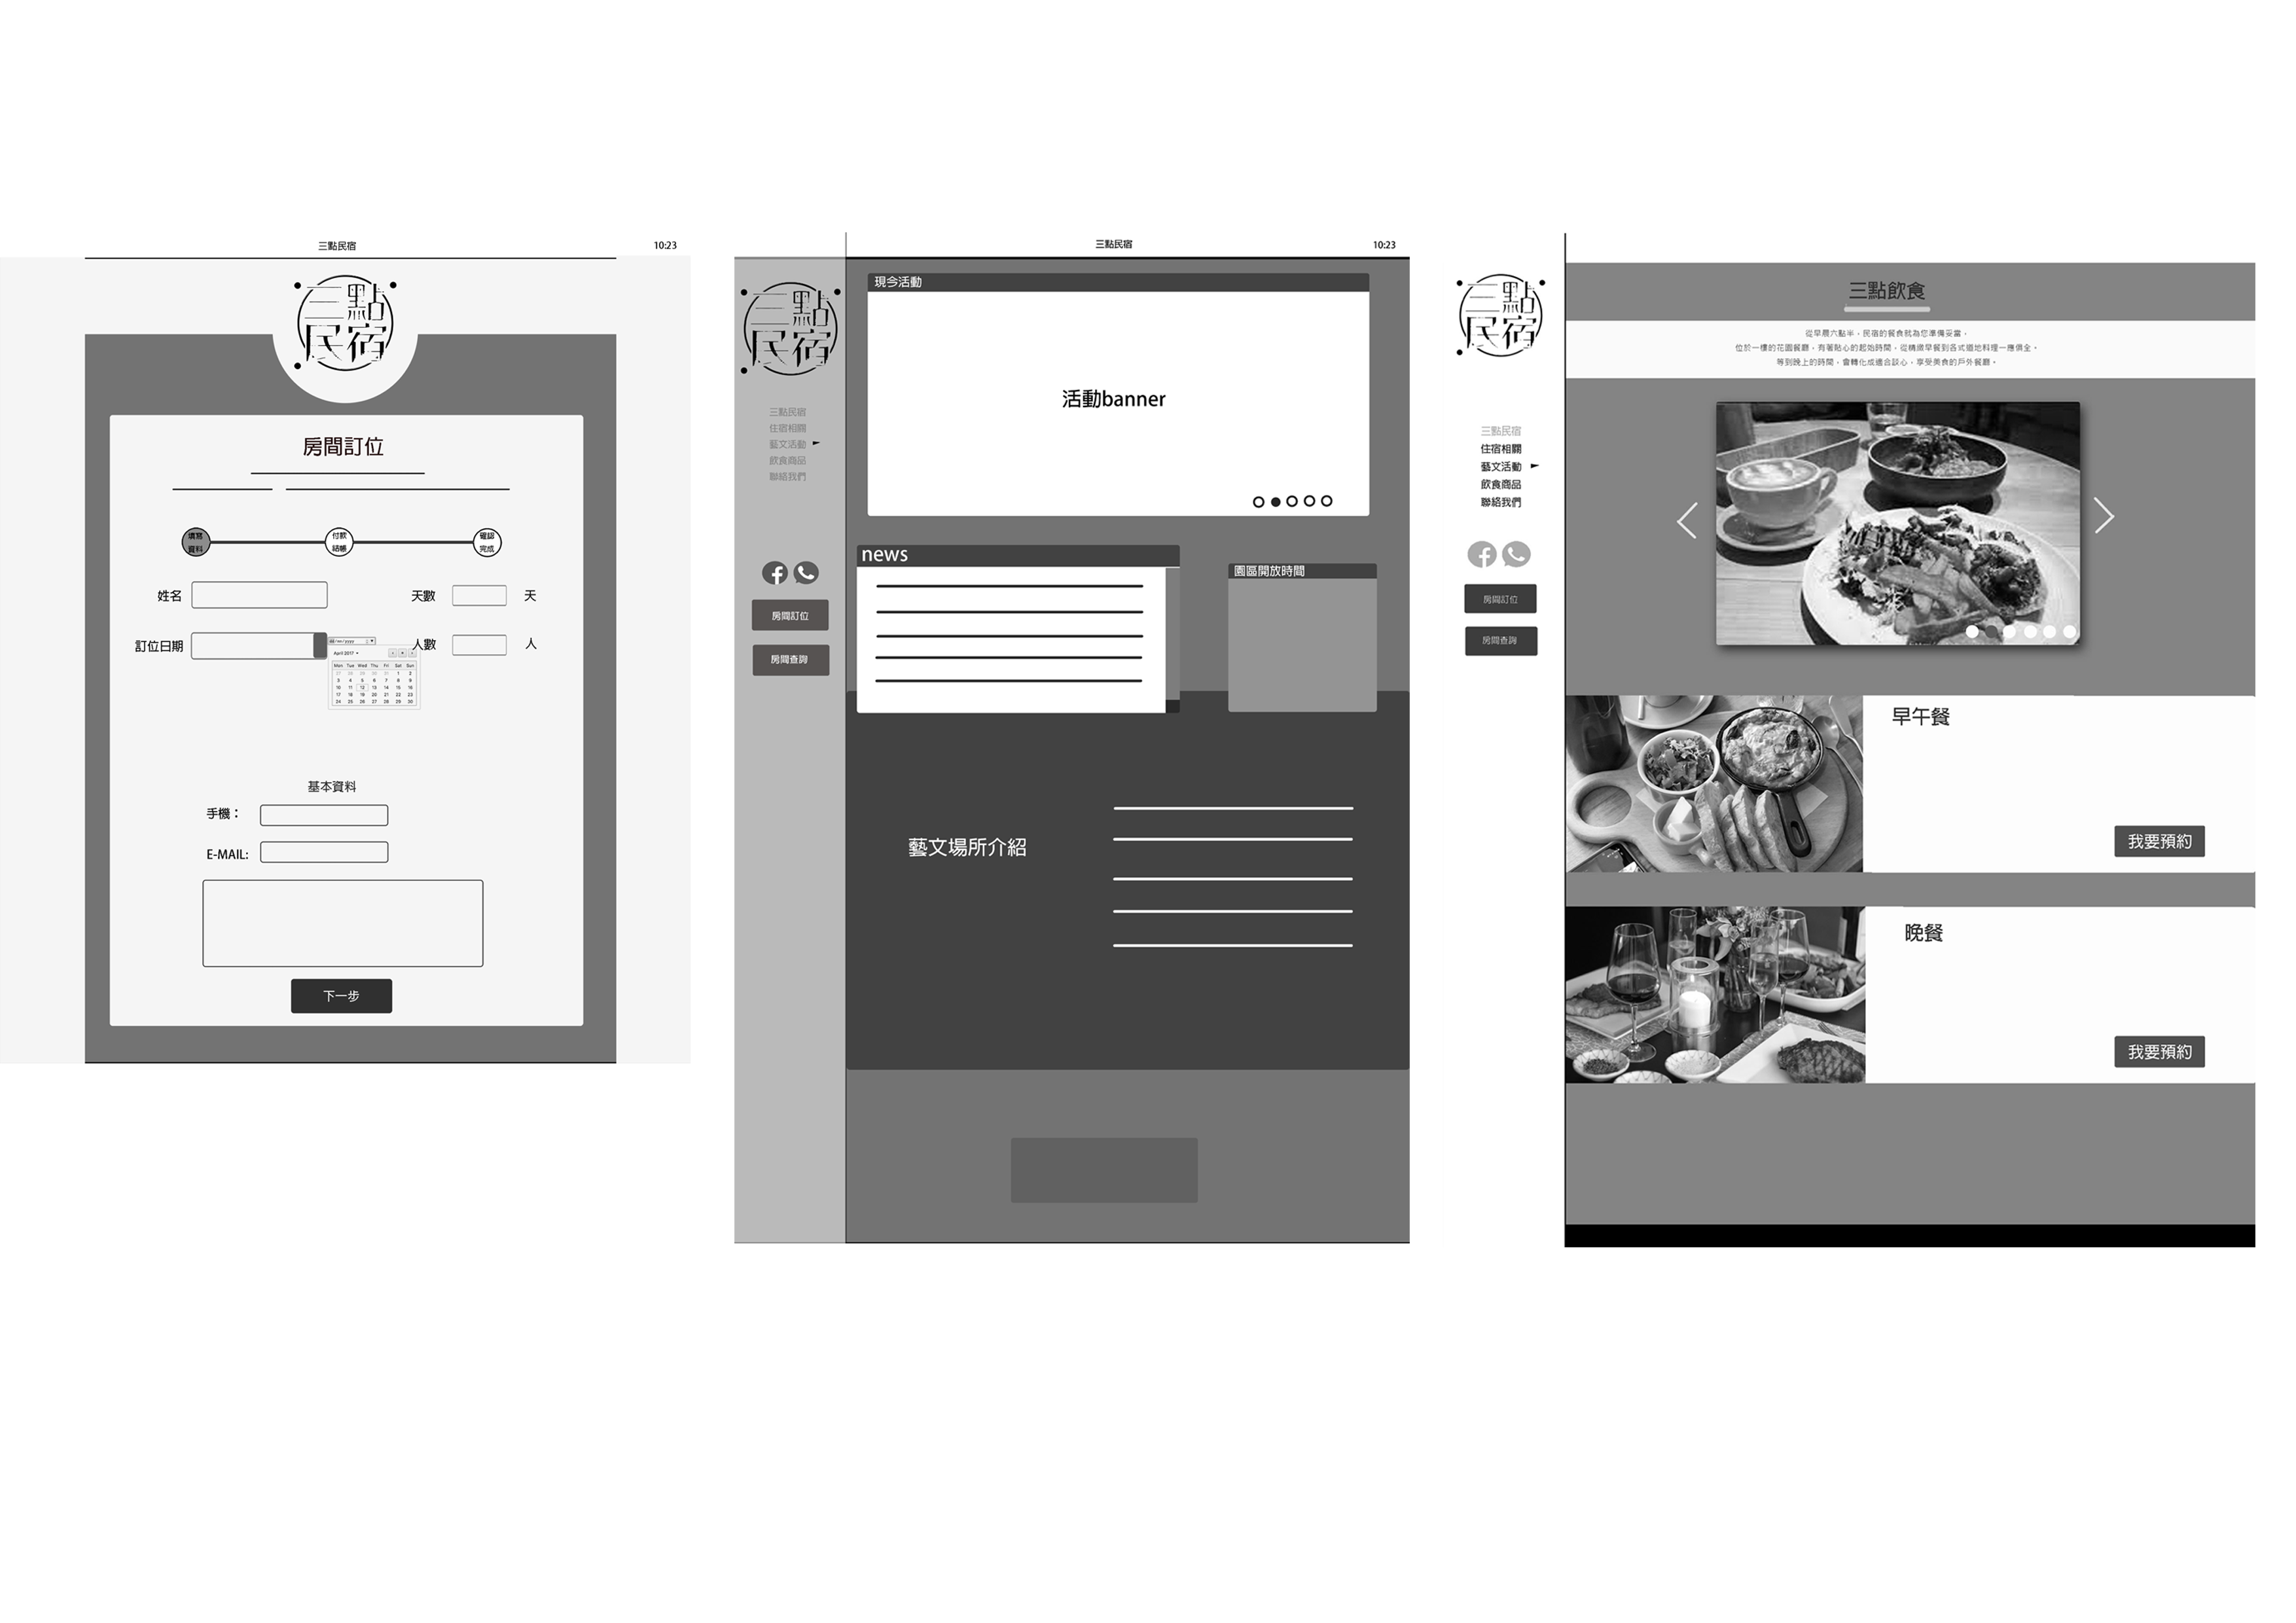 三點民宿
10:23
三點
民宿
房間訂位
填寫
資料
付款
結帳
確認
完成
姓名
天數
天
訂位日期
人數
人
April 2017
Mon Tue Wed Thu Fri Sat Sun
27 28 29 30 31 1 2
3 4 5 6 7 8 9
10 11 12 13 14 15 16
17 18 19 20 21 22 23
24 25 26 27 28 29 30
基本資料
手機：
E-MAIL:
下一步
三點民宿
10:23
三點
民宿
三點民宿
住宿相關
藝文活動
飲食商品
聯絡我們
房間訂位
房間查詢
現今活動
活動banner
news
園區開放時間
藝文場所介紹
三點
民宿
三點民宿
住宿相關
藝文活動
飲食商品
聯絡我們
房間訂位
房間查詢
三點飲食
從早晨六點半，民宿的餐食就為您準備妥當，
位於一樓的花園餐廳，有著點心的起始時間，從精緻早餐到各式道地料理一應俱全。
等到晚上的時間，會轉化成適合談心，享受美食的戶外餐廳。
早午餐
我要預約
晚餐
我要預約